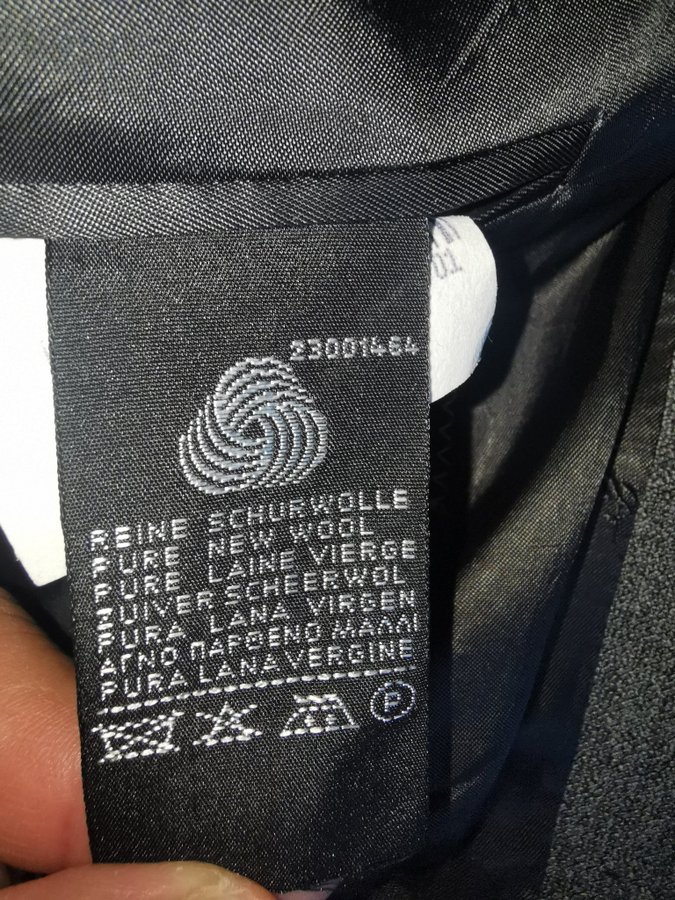 23001464
REINE SCHURWOLLE
PURE NEW WOOL
PURE LAINE VIERGE
ZUIVER SCHEERWOL
PURA LANA VIRGEN
ΑΓΝΟ ΠΑΡΘΕΝΟ ΜΑΛΛΙ
PURA LANA VERGINE
P